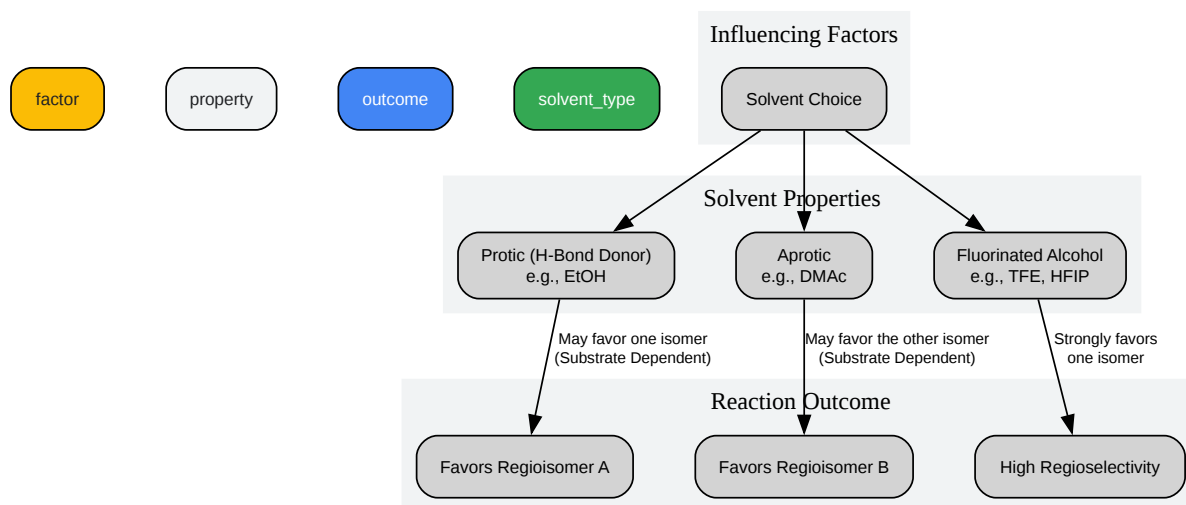 Influencing Factors
factor
property
outcome
solvent_type
Solvent Choice
Solvent Properties
Protic (H-Bond Donor)
e.g., EtOH
Aprotic
e.g., DMAc
Fluorinated Alcohol
e.g., TFE, HFIP
May favor one isomer
(Substrate Dependent)
May favor the other isomer
(Substrate Dependent)
Strongly favors
one isomer
Reaction Outcome
Favors Regioisomer A
Favors Regioisomer B
High Regioselectivity